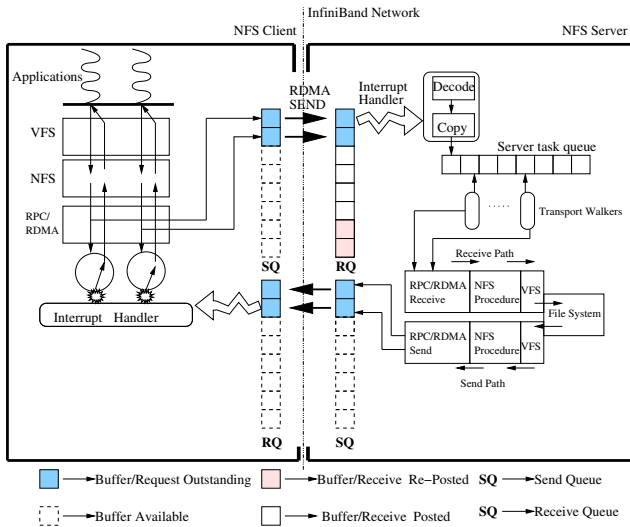 InfiniBand Network
NFS Client
NFS Server
Applications
RDMA
SEND
Interrupt
Handler
Decode
Copy
VFS
NFS
RPC/
RDMA
Server task queue
.....
Transport Walkers
SQ
RQ
Receive Path
RPC/RDMA
Receive
NFS
Procedure
VFS
File System
RPC/RDMA
Send
NFS
Procedure
VFS
Send Path
Interrupt Handler
RQ
SQ
Buffer/Request Outstanding
Buffer/Receive Re-Posted
SQ Send Queue
Buffer Available
Buffer/Receive Posted
SQ Receive Queue